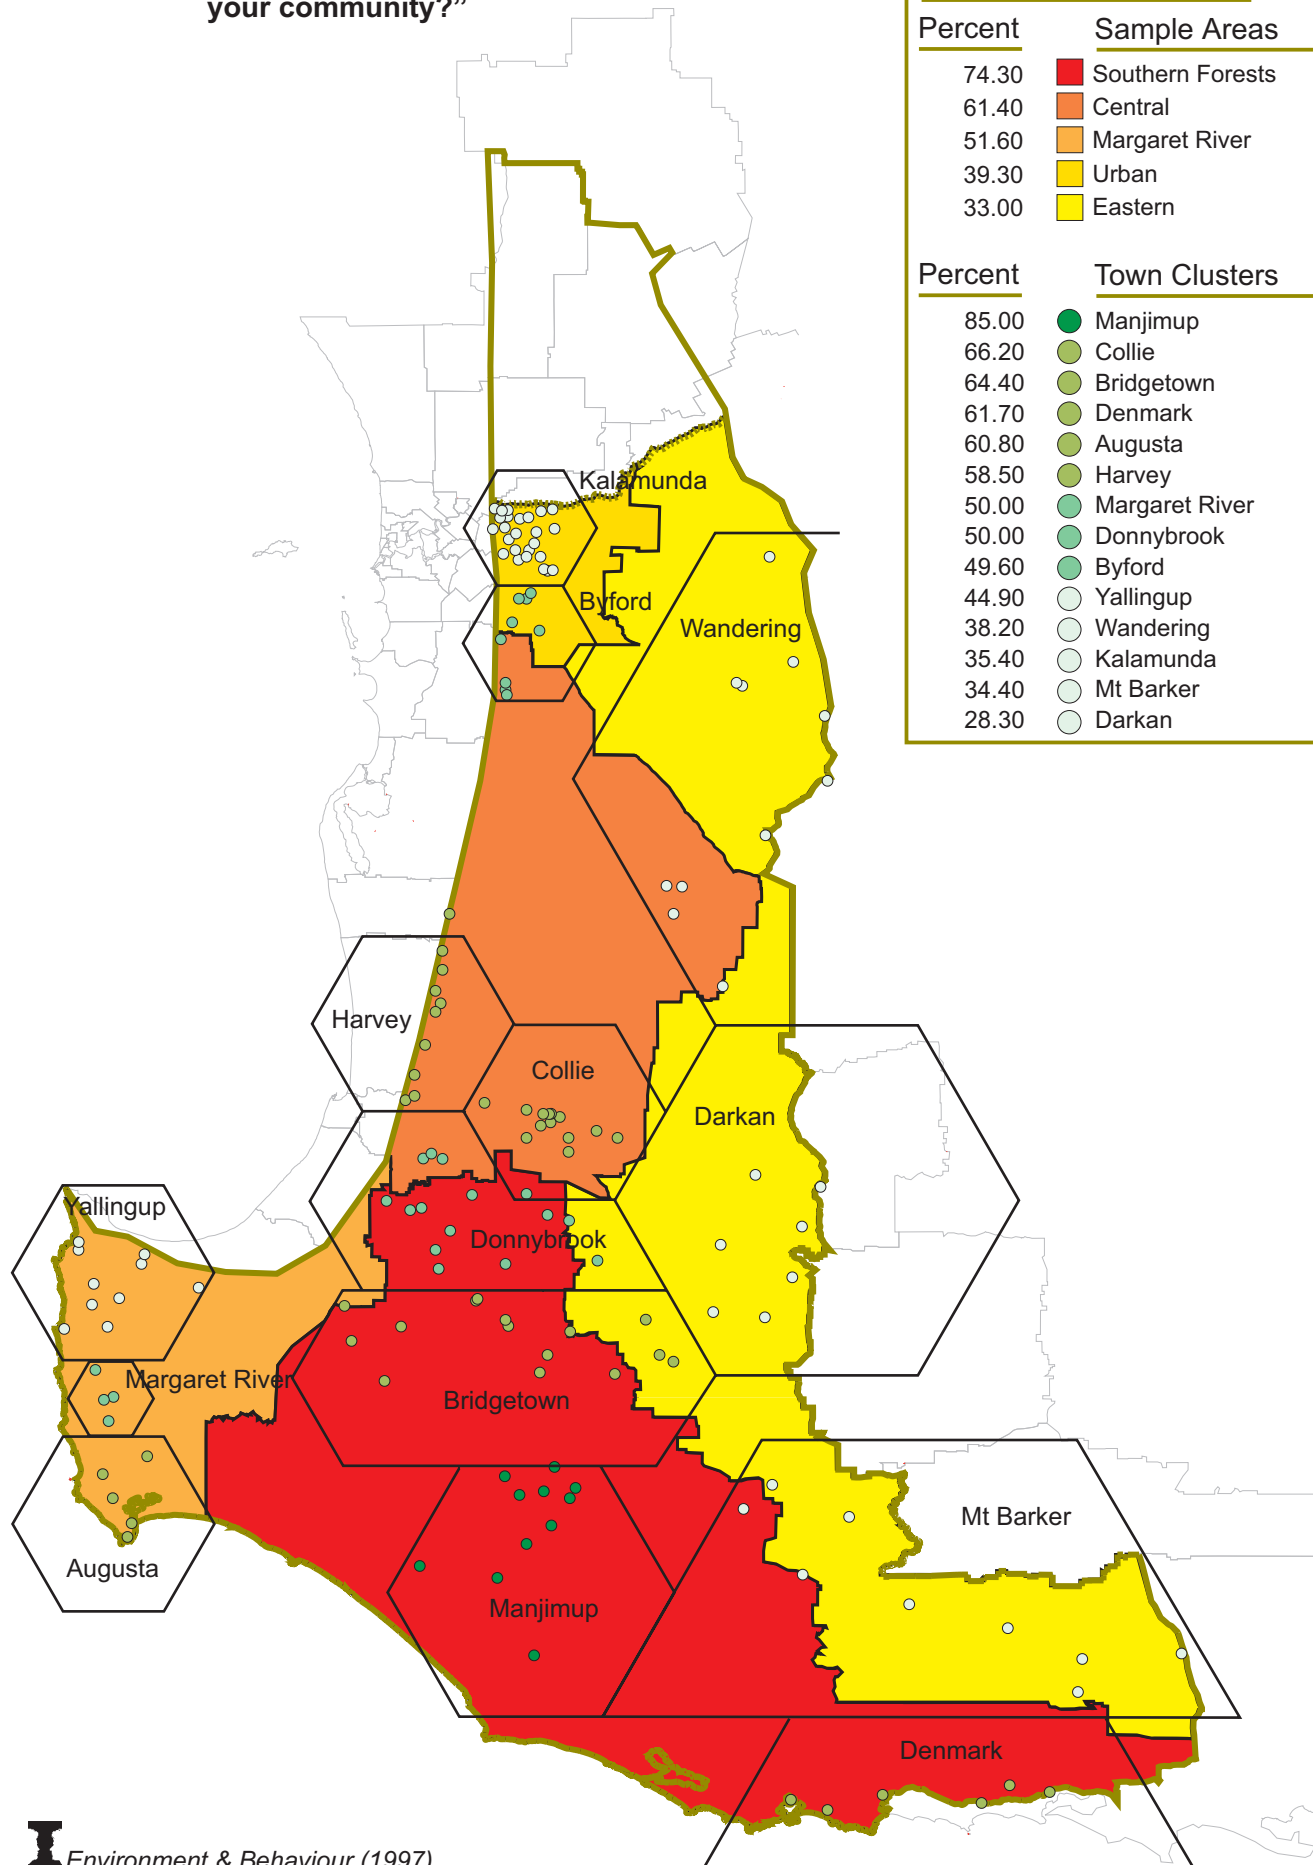 your community?”
Percent Sample Areas
74.30 Southern Forests
61.40 Central
51.60 Margaret River
39.30 Urban
33.00 Eastern
Percent Town Clusters
85.00 Manjimup
66.20 Collie
64.40 Bridgetown
61.70 Denmark
60.80 Augusta
58.50 Harvey
50.00 Margaret River
50.00 Donnybrook
49.60 Byford
44.90 Yallingup
38.20 Wandering
35.40 Kalamunda
34.40 Mt Barker
28.30 Darkan
Kalamunda
Byford
Wandering
Harvey
Collie
Darkan
Yallingup
Donnybrook
Margaret River
Bridgetown
Mt Barker
Augusta
Manjimup
Denmark
Environment & Behaviour (1997)